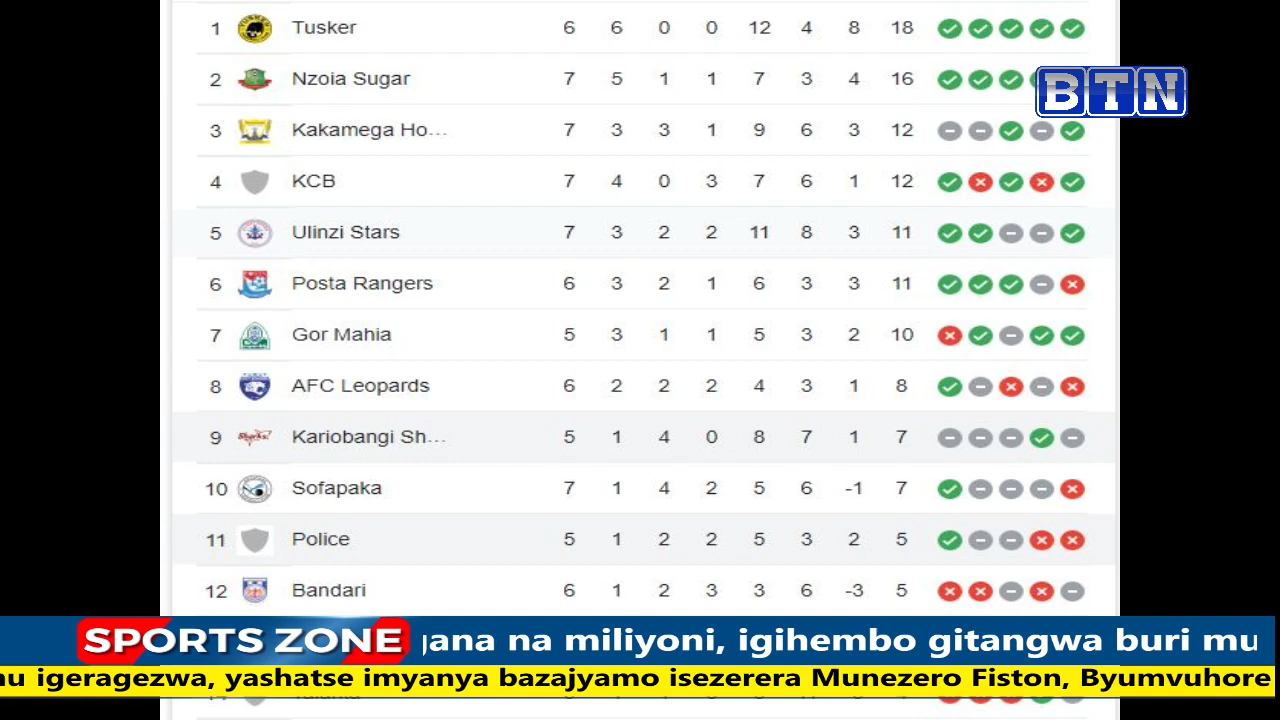 1 Tusker 6 6 0 0 12 4 8 18
2 Nzoia Sugar 7 5 1 1 7 3 4 16
BTN
3 Kakamega Ho... 7 3 3 1 9 6 3 12
4 KCB 7 4 0 3 7 6 1 12
5 Ulinzi Stars 7 3 2 2 11 8 3 11
6 Posta Rangers 6 3 2 1 6 3 3 11
7 Gor Mahia 5 3 1 1 5 3 2 10
8 AFC Leopards 6 2 2 2 4 3 1 8
9 Kariobangi Sh... 5 1 4 0 8 7 1 7
10 Sofapaka 7 1 4 2 5 6 -1 7
11 Police 5 1 2 2 5 3 2 5
12 Bandari 6 1 2 3 3 6 -3 5
SPORTS ZONE gana na miliyoni, igihembo gitangwa buri mu
igeragezwa, yashatse imyanya bazajyamo isezerera Munezero Fiston, Byumvuhore